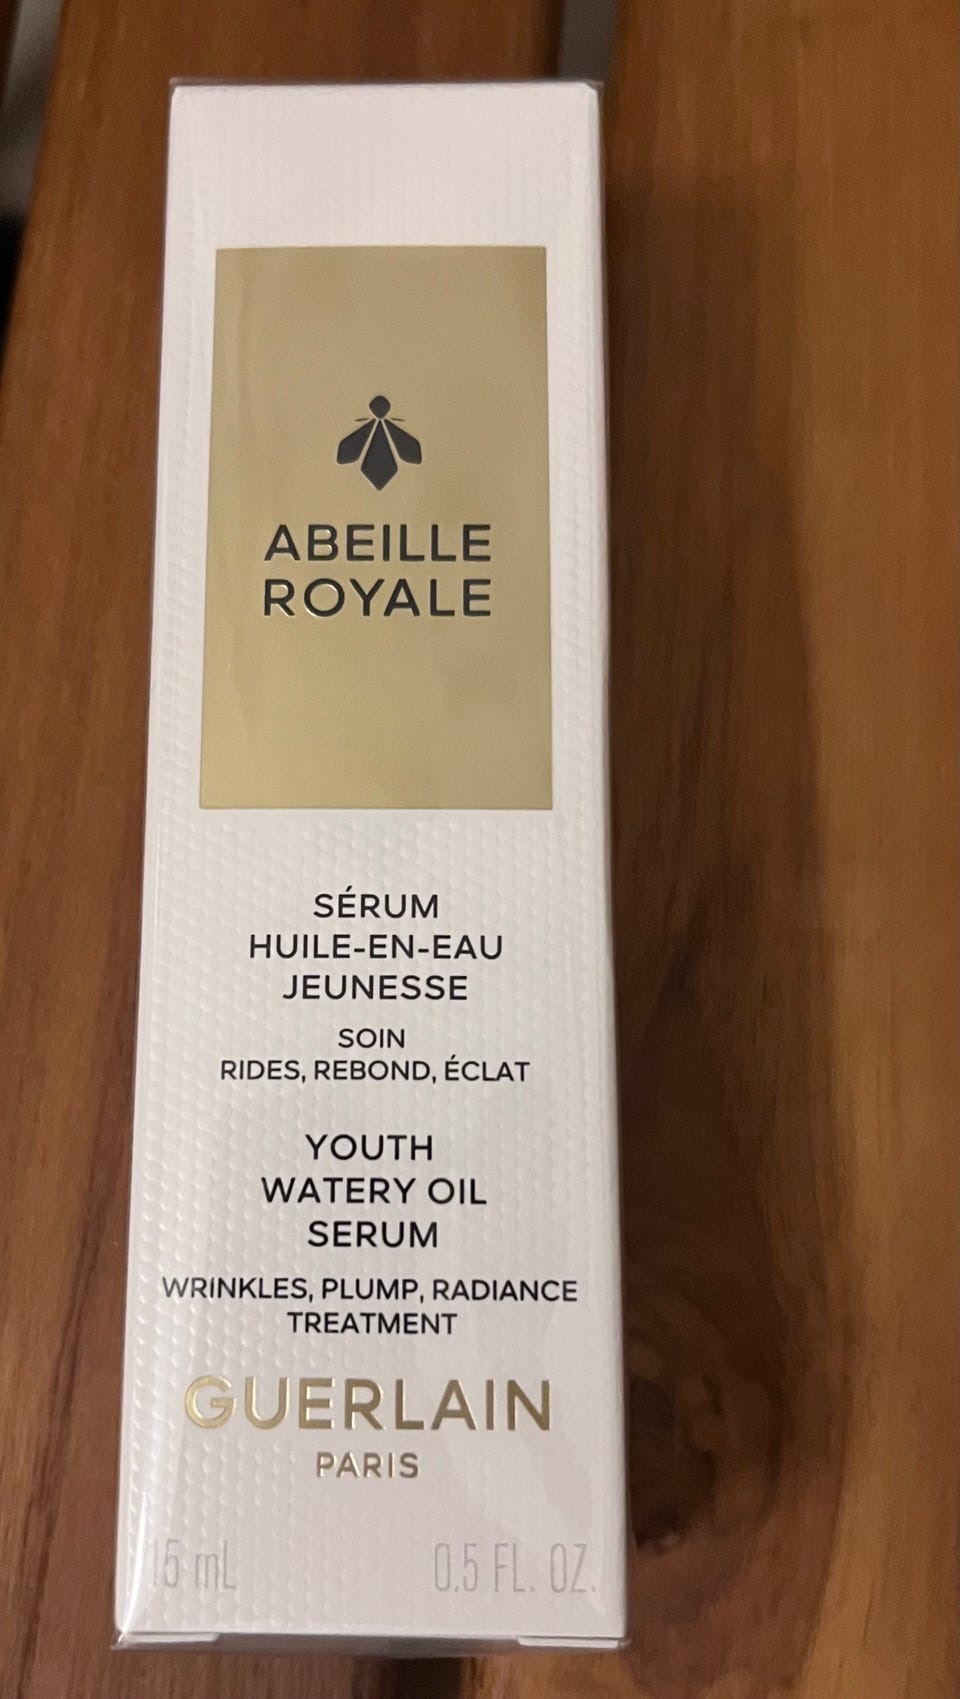 ABEILLE
ROYALE
SÉRUM
HUILE-EN-EAU
JEUNESSE
SOIN
RIDES, REBOND, ÉCLAT
YOUTH
WATERY OIL
SERUM
WRINKLES, PLUMP, RADIANCE
TREATMENT
GUERLAIN
PARIS
15 mL 0.5 FL. OZ.